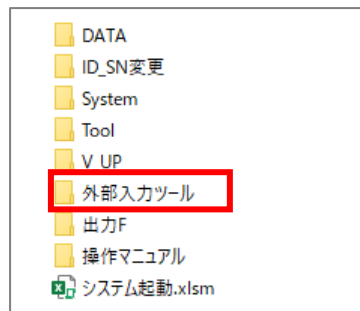 DATA
ID_SN変更
System
Tool
V_UP
外部入力ツール
出力F
操作マニュアル
システム起動.xlsm